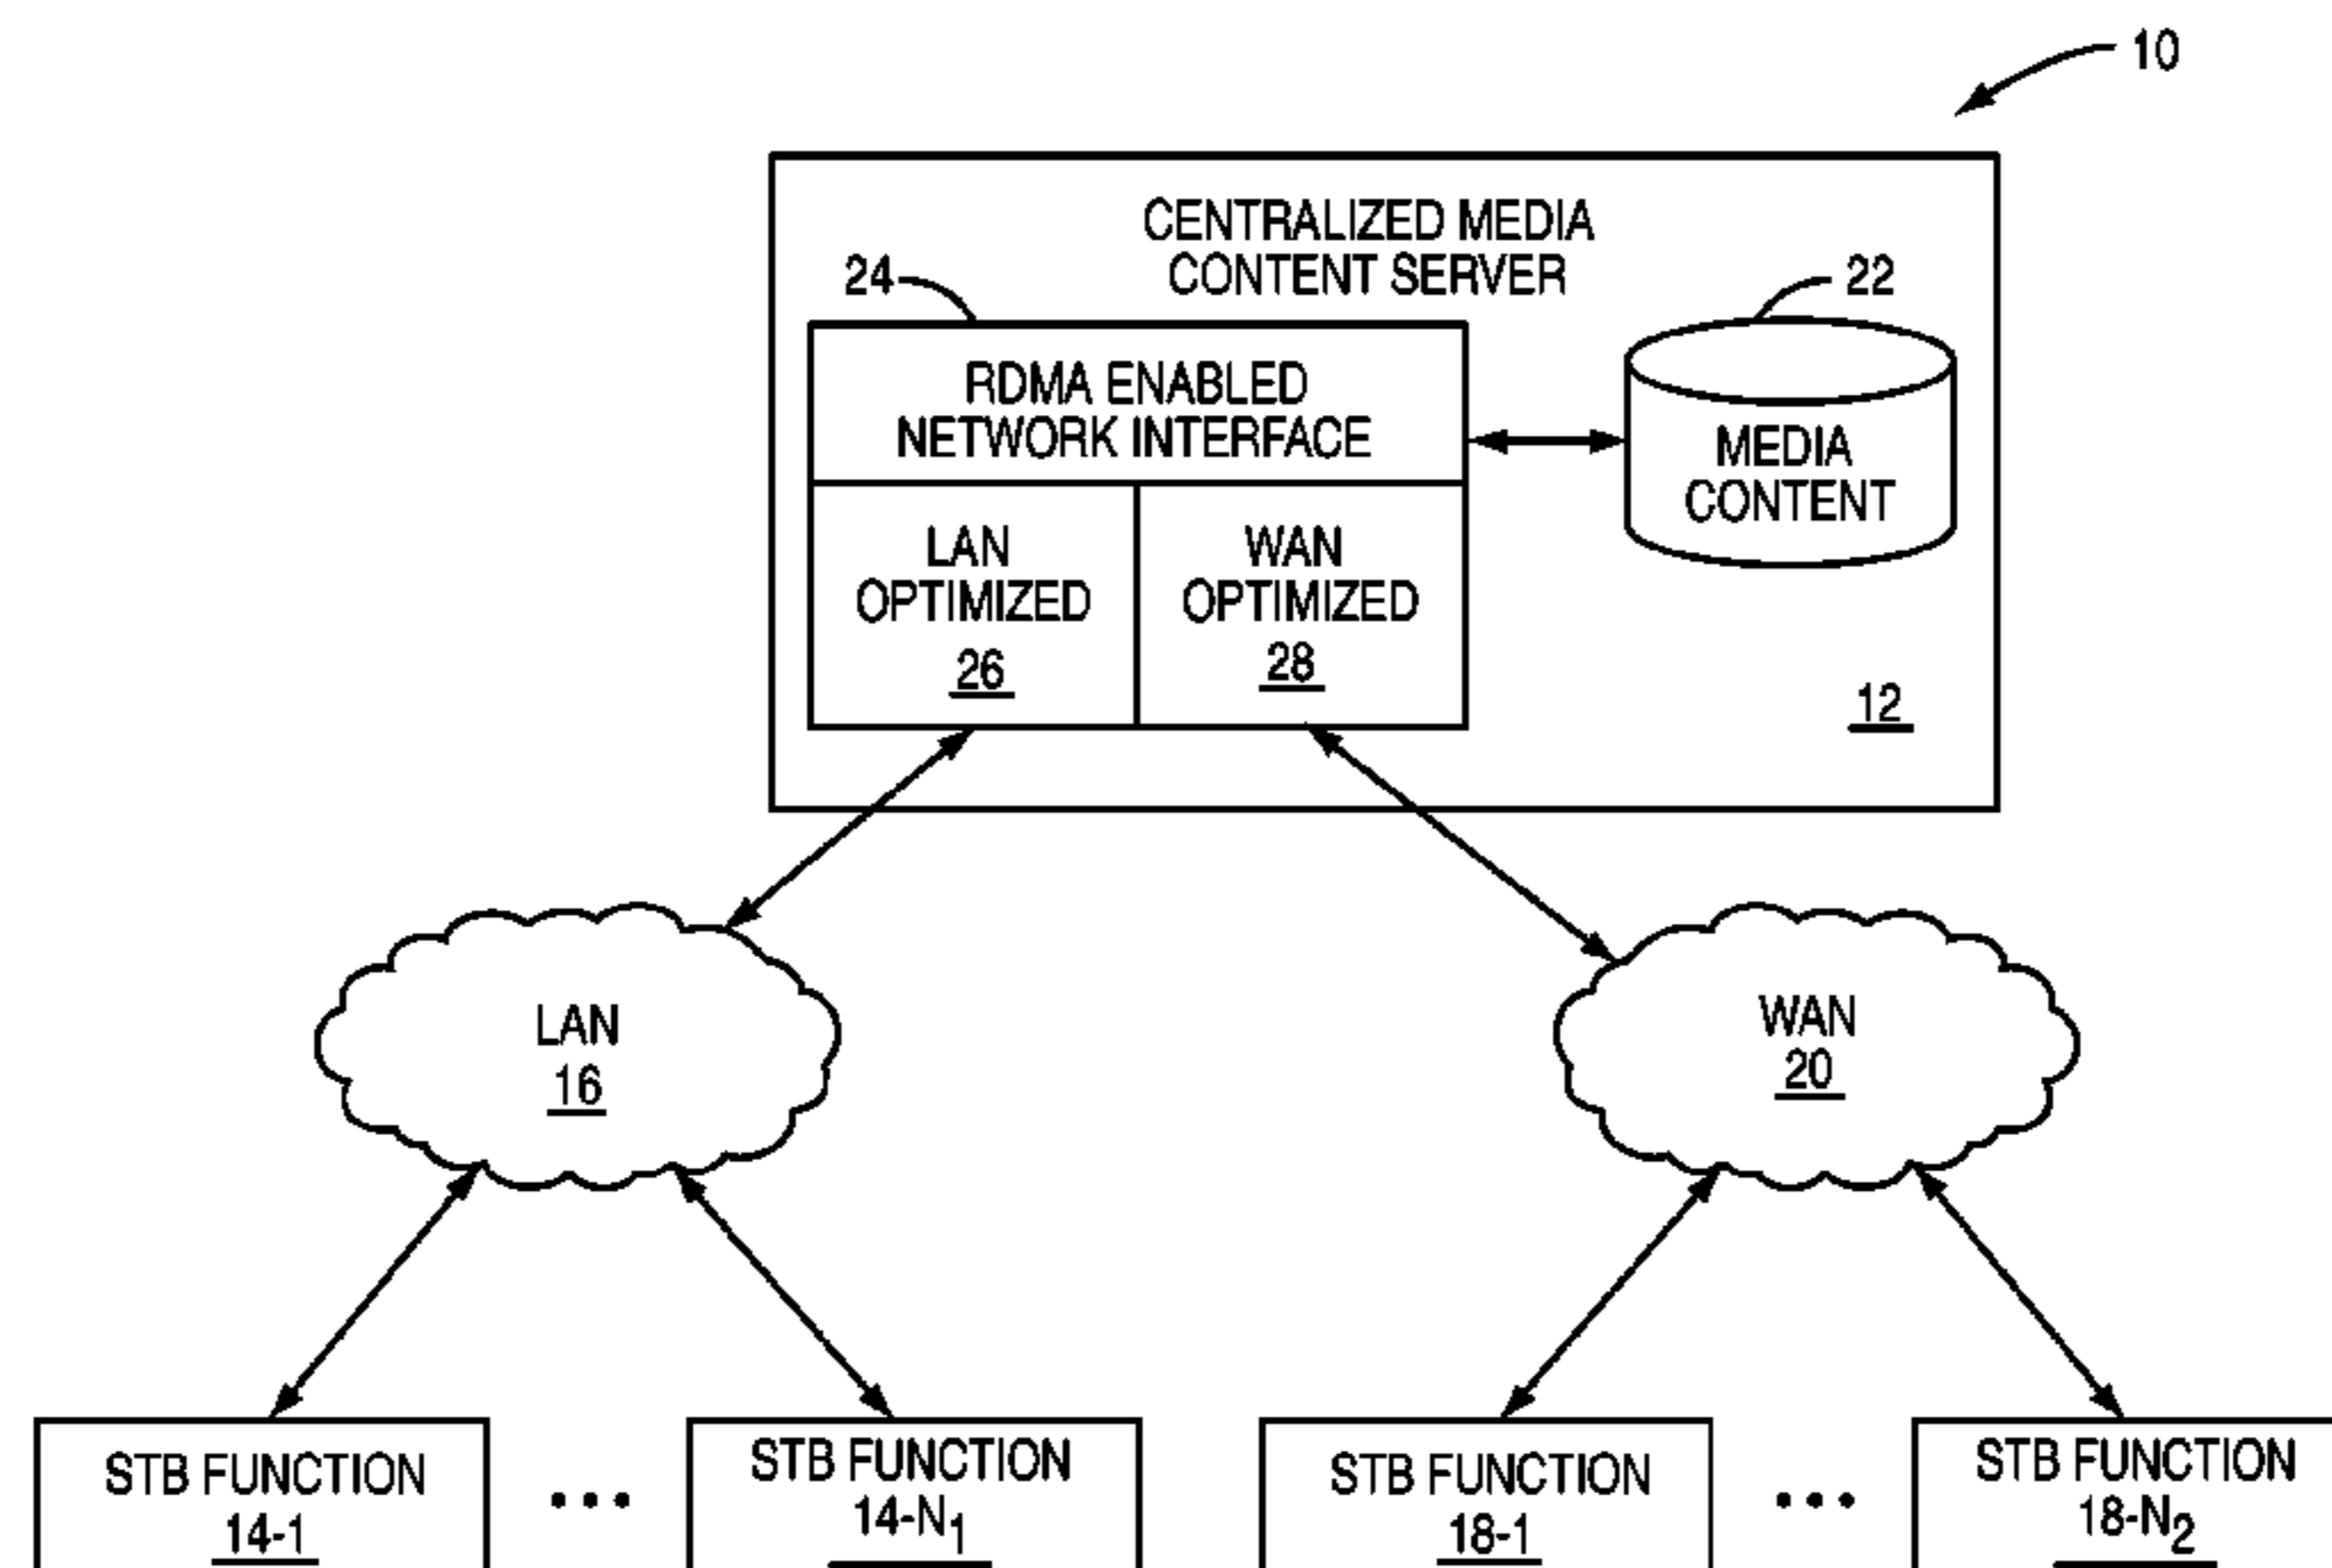 10
CENTRALIZED MEDIA
CONTENT SERVER
24
22
RDMA ENABLED
NETWORK INTERFACE
MEDIA
CONTENT
LAN
OPTIMIZED
26
WAN
OPTIMIZED
28
12
LAN
16
WAN
20
STB FUNCTION
14-1
•••
STB FUNCTION
14-N1
STB FUNCTION
18-1
•••
STB FUNCTION
18-N2